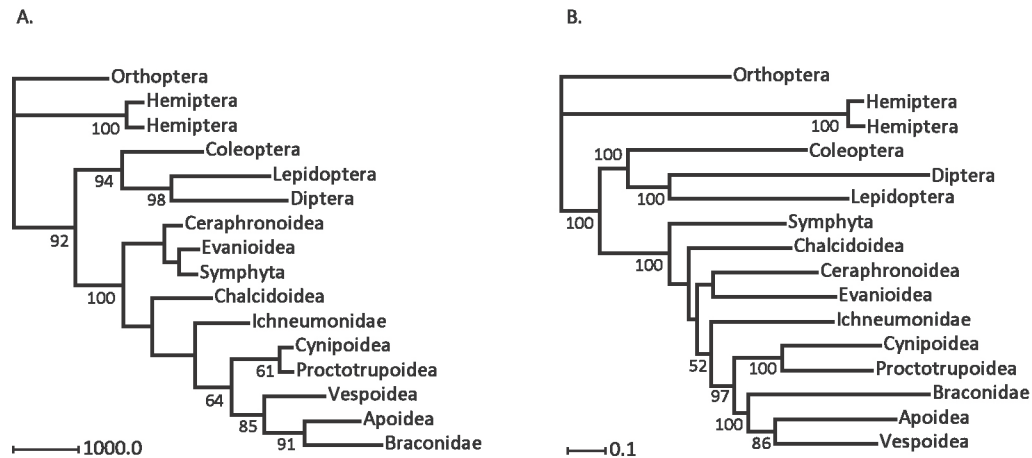 A.
Orthoptera
Hemiptera
100
Hemiptera
Coleoptera
94
Lepidoptera
98
Diptera
92
Ceraphronoidea
Evanioidea
Symphyta
100
Chalcidoidea
Ichneumonidae
Cynipoidea
61
Proctotrupoidea
64
Vespoidea
85
Apoidea
91
Braconidae
1000.0
B.
Orthoptera
Hemiptera
100
Hemiptera
100
Coleoptera
Diptera
100
Lepidoptera
100
Symphyta
100
Chalcidoidea
Ceraphronoidea
Evanioidea
Ichneumonidae
52
Cynipoidea
100
Proctotrupoidea
97
Braconidae
100
Apoidea
86
Vespoidea
0.1